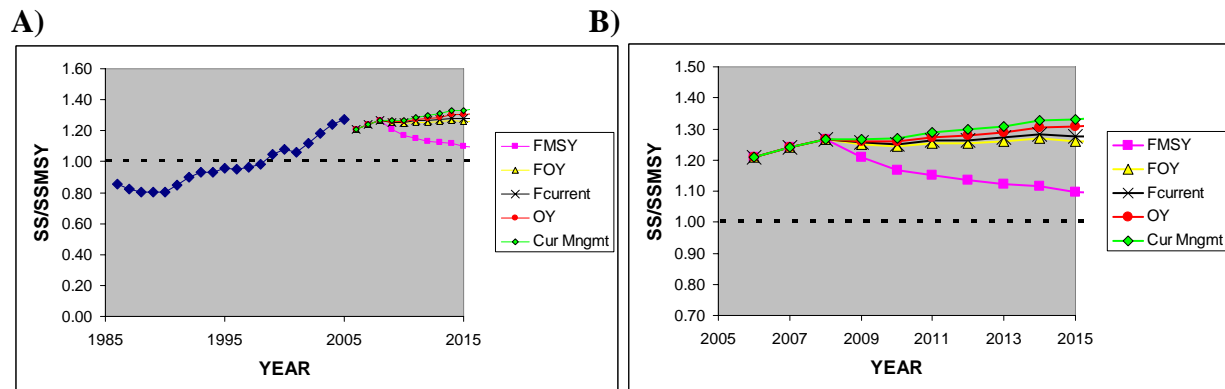 A)
SS/SSMSY
1.60
1.40
1.20
1.00
0.80
0.60
0.40
0.20
0.00
1985 1995 2005 2015
YEAR
FMSY
FOY
Fcurrent
OY
Cur Mngmt
B)
SS/SSMSY
1.50
1.40
1.30
1.20
1.10
1.00
0.90
0.80
0.70
2005 2007 2009 2011 2013 2015
YEAR
FMSY
FOY
Fcurrent
OY
Cur Mngmt